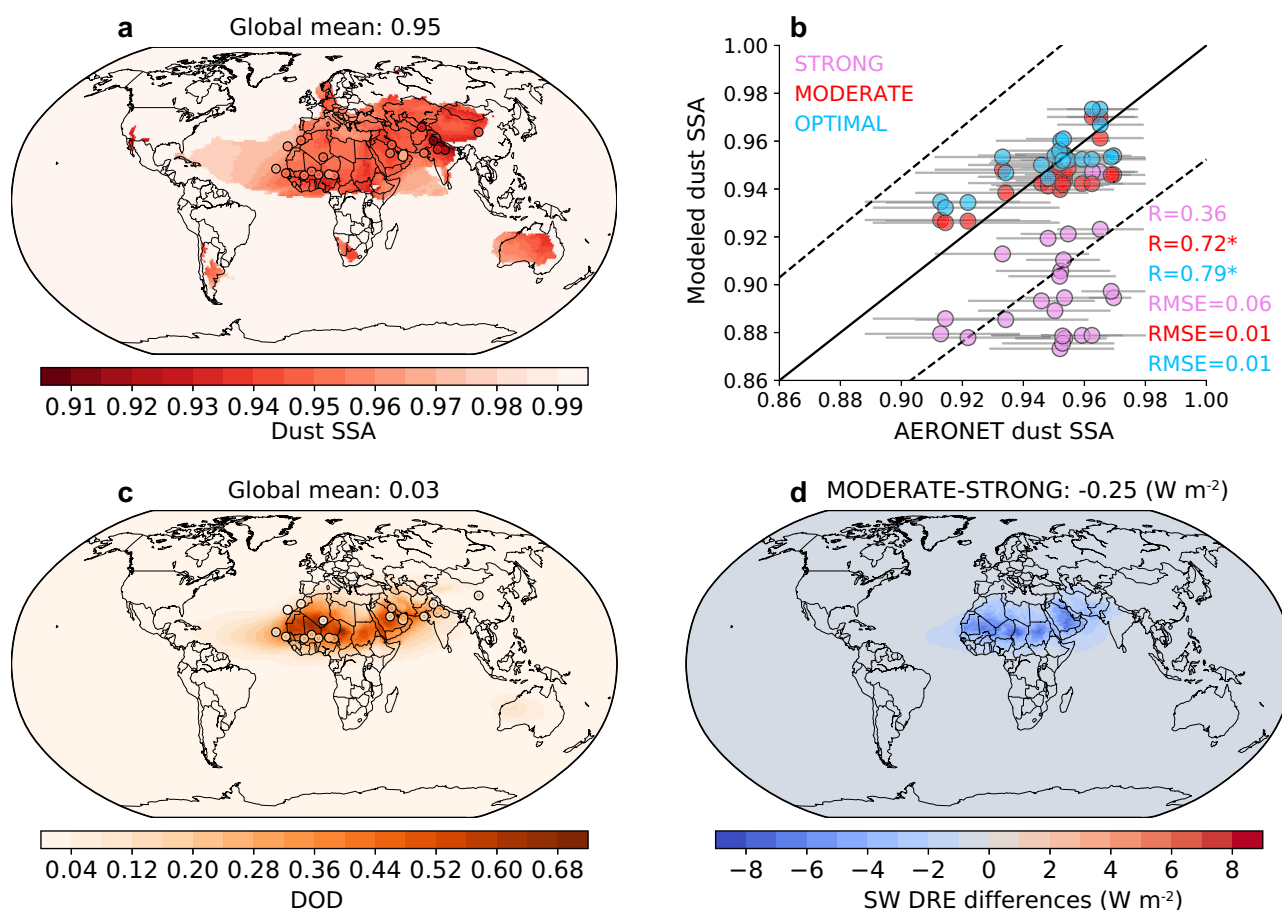 a
Global mean: 0.95
0.91 0.92 0.93 0.94 0.95 0.96 0.97 0.98 0.99
Dust SSA
b
1.00
0.98
0.96
0.94
0.92
0.90
0.88
0.86
Modeled dust SSA
STRONG
MODERATE
OPTIMAL
R=0.36
R=0.72*
R=0.79*
RMSE=0.06
RMSE=0.01
RMSE=0.01
0.86 0.88 0.90 0.92 0.94 0.96 0.98 1.00
AERONET dust SSA
c
Global mean: 0.03
0.04 0.12 0.20 0.28 0.36 0.44 0.52 0.60 0.68
DOD
d
MODERATE-STRONG: -0.25 (W m⁻²)
−8 −6 −4 −2 0 2 4 6 8
SW DRE differences (W m⁻²)